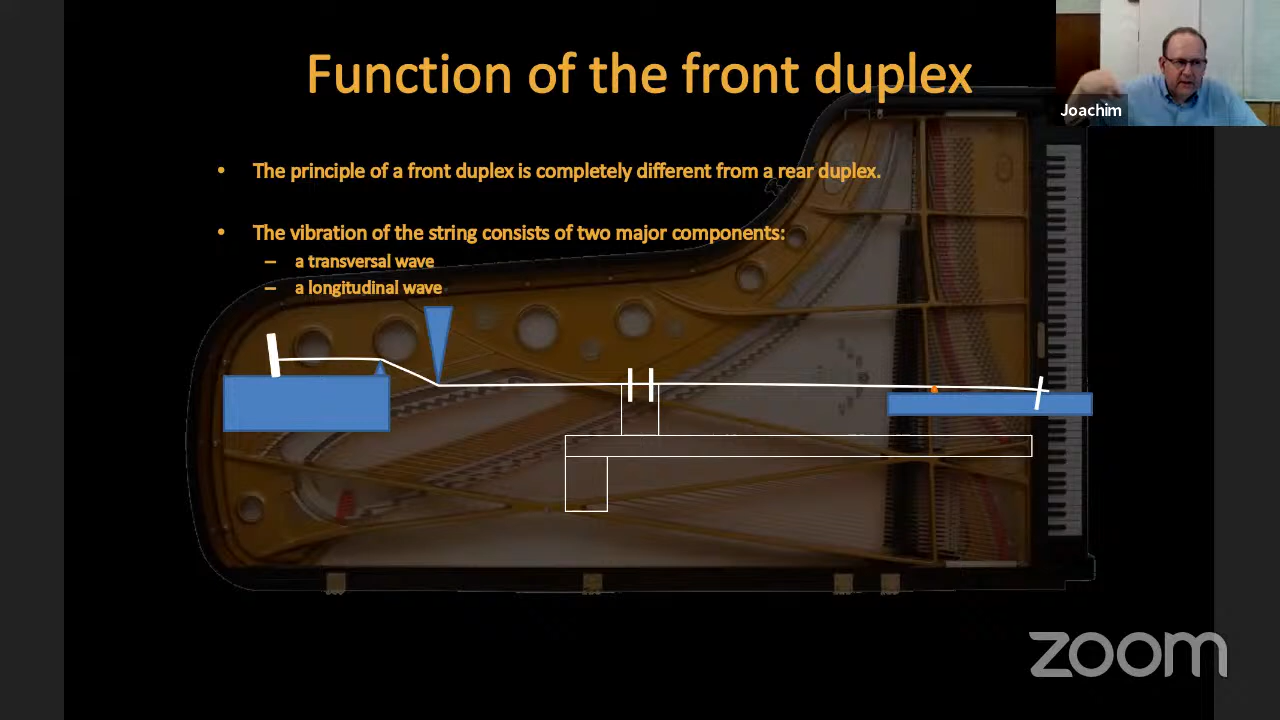 Function of the front duplex
Joachim
• The principle of a front duplex is completely different from a rear duplex.
• The vibration of the string consists of two major components:
– a transversal wave
– a longitudinal wave
zoom